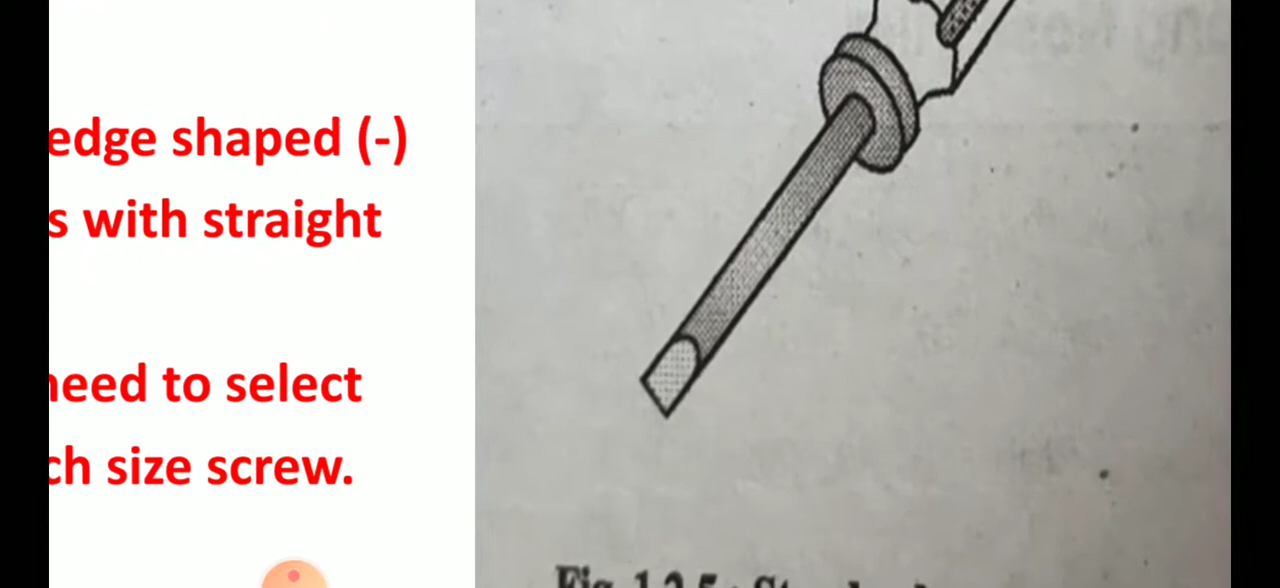 edge shaped (-)
s with straight
need to select
ch size screw.